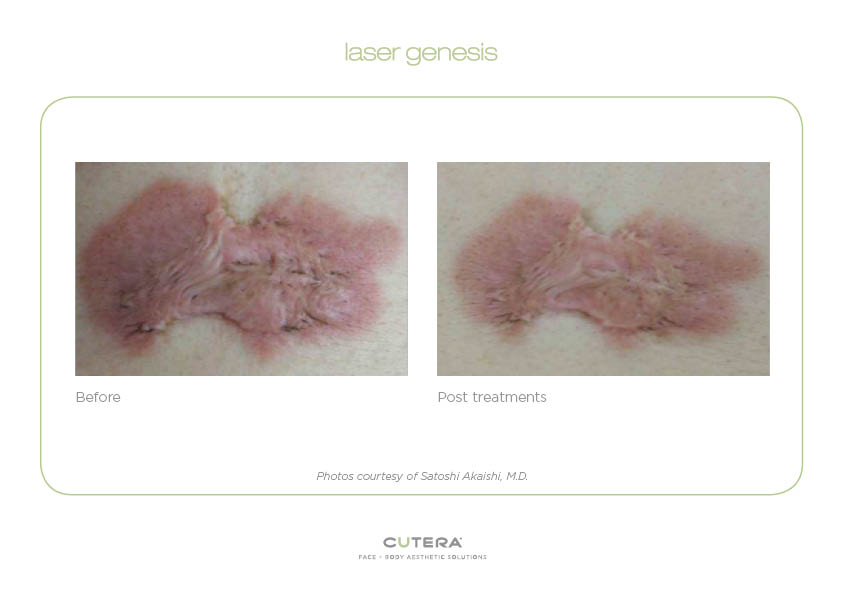 laser genesis
Before
Post treatments
Photos courtesy of Satoshi Akaishi, M.D.
CUTERA
FACE + BODY AESTHETIC SOLUTIONS